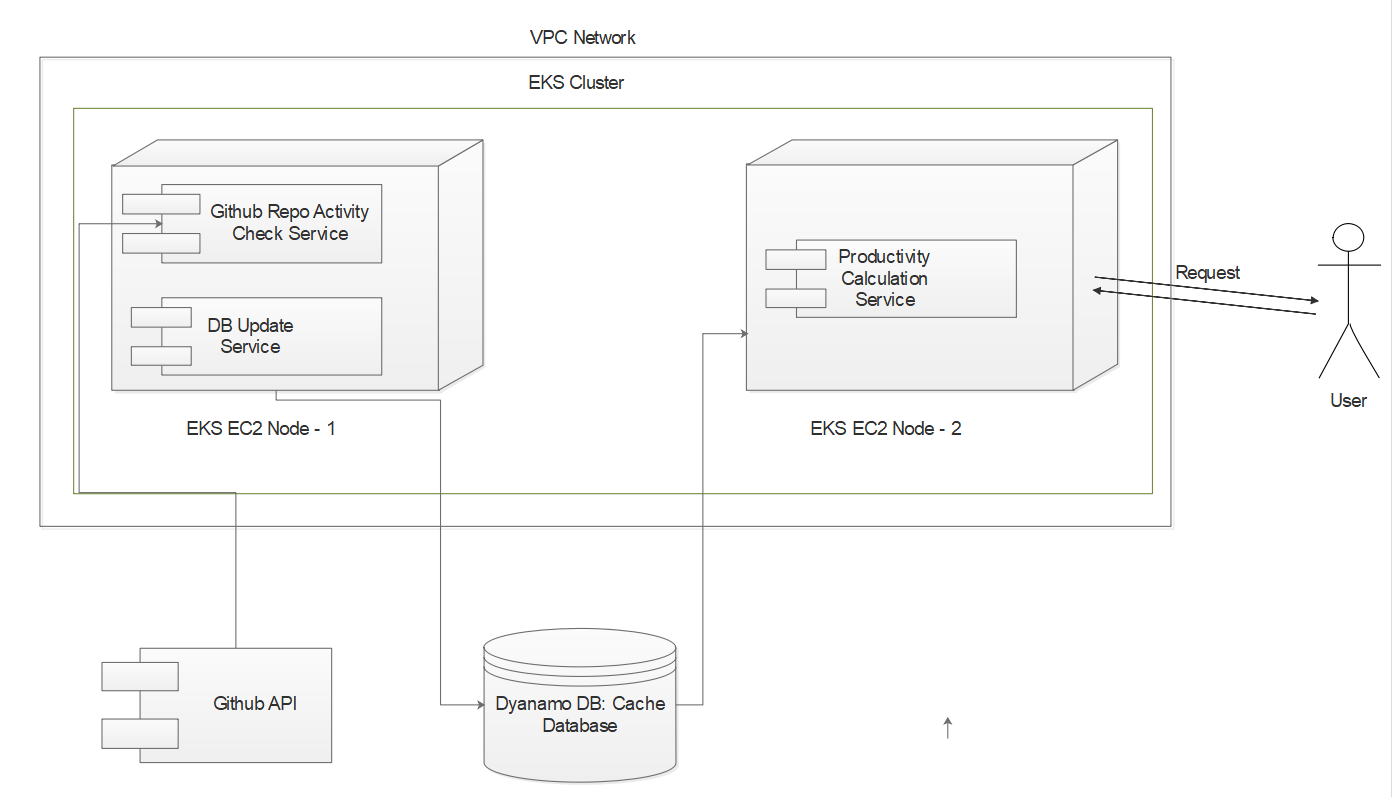 VPC Network
EKS Cluster
Github Repo Activity
Check Service
DB Update
Service
EKS EC2 Node - 1
Productivity
Calculation
Service
EKS EC2 Node - 2
Request
User
Github API
Dyanamo DB: Cache
Database